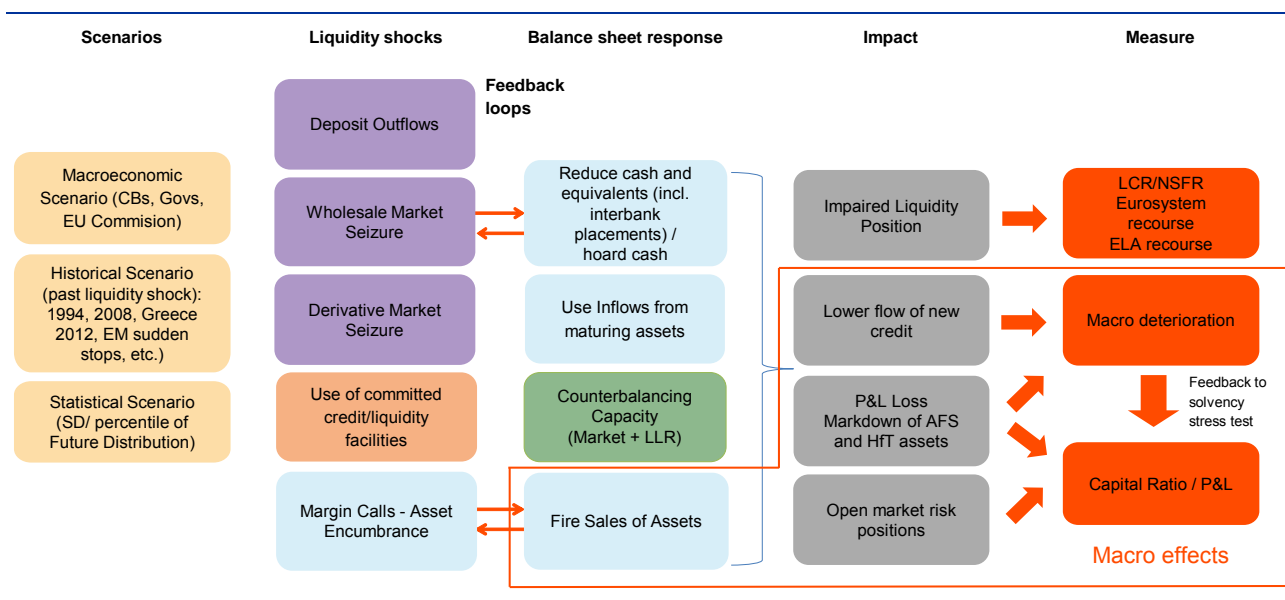 Scenarios
Liquidity shocks
Balance sheet response
Impact
Measure
Macroeconomic
Scenario (CBs, Govs,
EU Commision)
Historical Scenario
(past liquidity shock):
1994, 2008, Greece
2012, EM sudden
stops, etc.)
Statistical Scenario
(SD/ percentile of
Future Distribution)
Deposit Outflows
Wholesale Market
Seizure
Derivative Market
Seizure
Use of committed
credit/liquidity
facilities
Margin Calls - Asset
Encumbrance
Feedback
loops
Reduce cash and
equivalents (incl.
interbank
placements) /
hoard cash
Use Inflows from
maturing assets
Counterbalancing
Capacity
(Market + LLR)
Fire Sales of Assets
Impaired Liquidity
Position
Lower flow of new
credit
P&L Loss
Markdown of AFS
and HfT assets
Open market risk
positions
LCR/NSFR
Eurosystem
recourse
ELA recourse
Macro deterioration
Feedback to
solvency
stress test
Capital Ratio / P&L
Macro effects